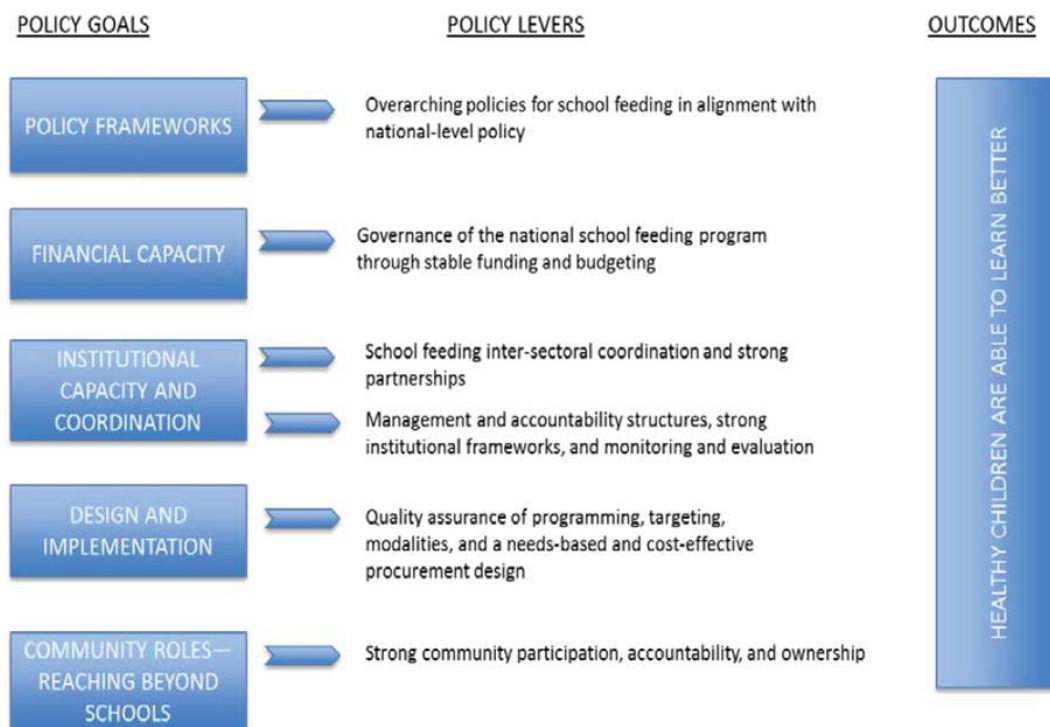 POLICY GOALS
POLICY LEVERS
OUTCOMES
POLICY FRAMEWORKS
Overarching policies for school feeding in alignment with
national-level policy
FINANCIAL CAPACITY
Governance of the national school feeding program
through stable funding and budgeting
INSTITUTIONAL
CAPACITY AND
COORDINATION
School feeding inter-sectoral coordination and strong
partnerships
Management and accountability structures, strong
institutional frameworks, and monitoring and evaluation
DESIGN AND
IMPLEMENTATION
Quality assurance of programming, targeting,
modalities, and a needs-based and cost-effective
procurement design
COMMUNITY ROLES—
REACHING BEYOND
SCHOOLS
Strong community participation, accountability, and ownership
HEALTHY CHILDREN ARE ABLE TO LEARN BETTER